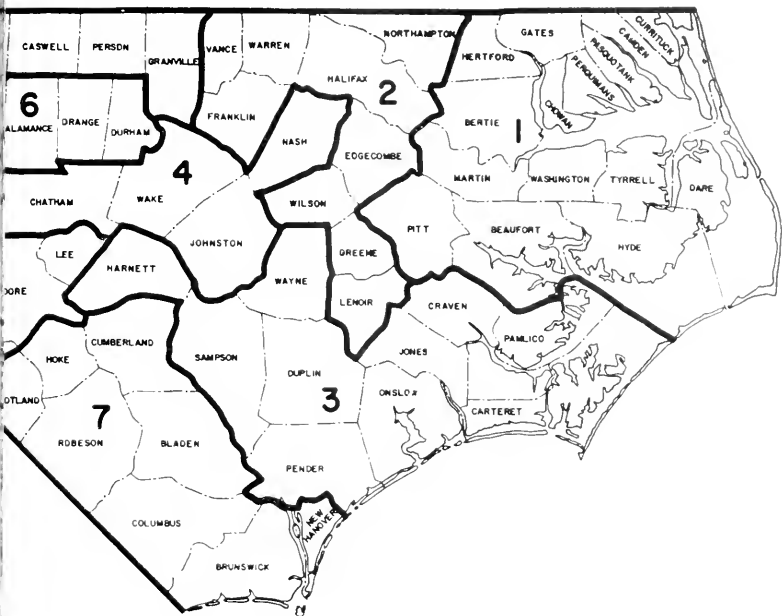 CASWELL
PERSON
GRANVILLE
VANCE
WARREN
NORTHAMPTON
GATES
CURRITUCK
CAMDEN
PASQUOTANK
PERQUIMANS
CHOWAN
HERTFORD
HALIFAX
2
6
ALAMANCE
ORANGE
DURHAM
FRANKLIN
NASH
BERTIE
1
EDGECOMBE
4
CHATHAM
WAKE
WILSON
MARTIN
WASHINGTON
TYRRELL
DARE
JOHNSTON
PITT
BEAUFORT
HYDE
LEE
HARNETT
WAYNE
GREENE
OORE
LENOIR
CRAVEN
PAMLICO
HOKE
CUMBERLAND
SAMPSON
DUPLIN
JONES
3
ONSLOW
CARTERET
OTLAND
7
ROBESON
BLADEN
PENDER
COLUMBUS
NEW
HANOVER
BRUNSWICK